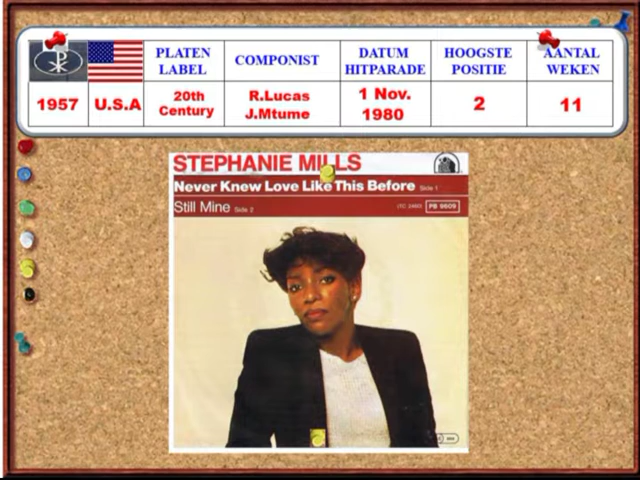 PLATEN LABEL
COMPONIST
DATUM HITPARADE
HOOGSTE POSITIE
AANTAL WEKEN
1957
U.S.A
20th Century
R.Lucas
J.Mtume
1 Nov.
1980
2
11
STEPHANIE MILLS
Never Knew Love Like This Before Side 1
Still Mine Side 2
PB 9609